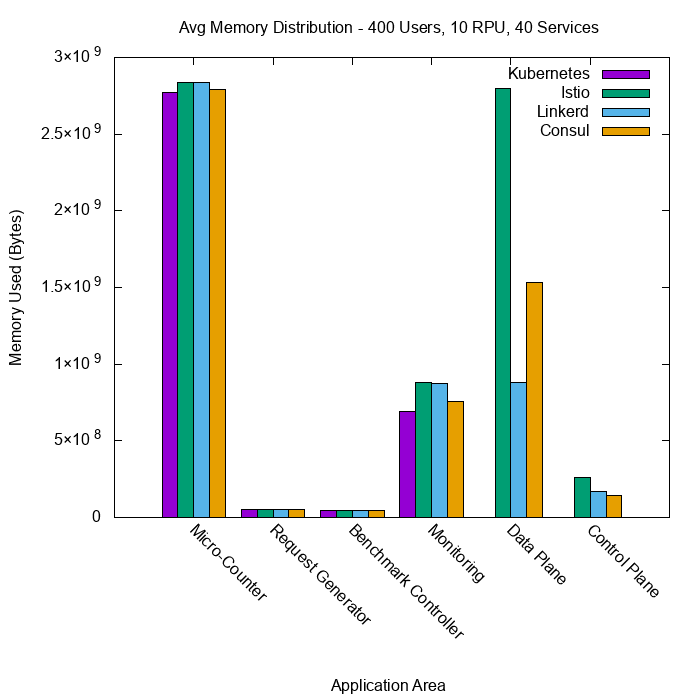 Avg Memory Distribution - 400 Users, 10 RPU, 40 Services
Kubernetes
Istio
Linkerd
Consul
3×10⁹
2.5×10⁹
2×10⁹
1.5×10⁹
1×10⁹
5×10⁸
0
Memory Used (Bytes)
Micro-Counter
Request Generator
Benchmark Controller
Monitoring
Data Plane
Control Plane
Application Area